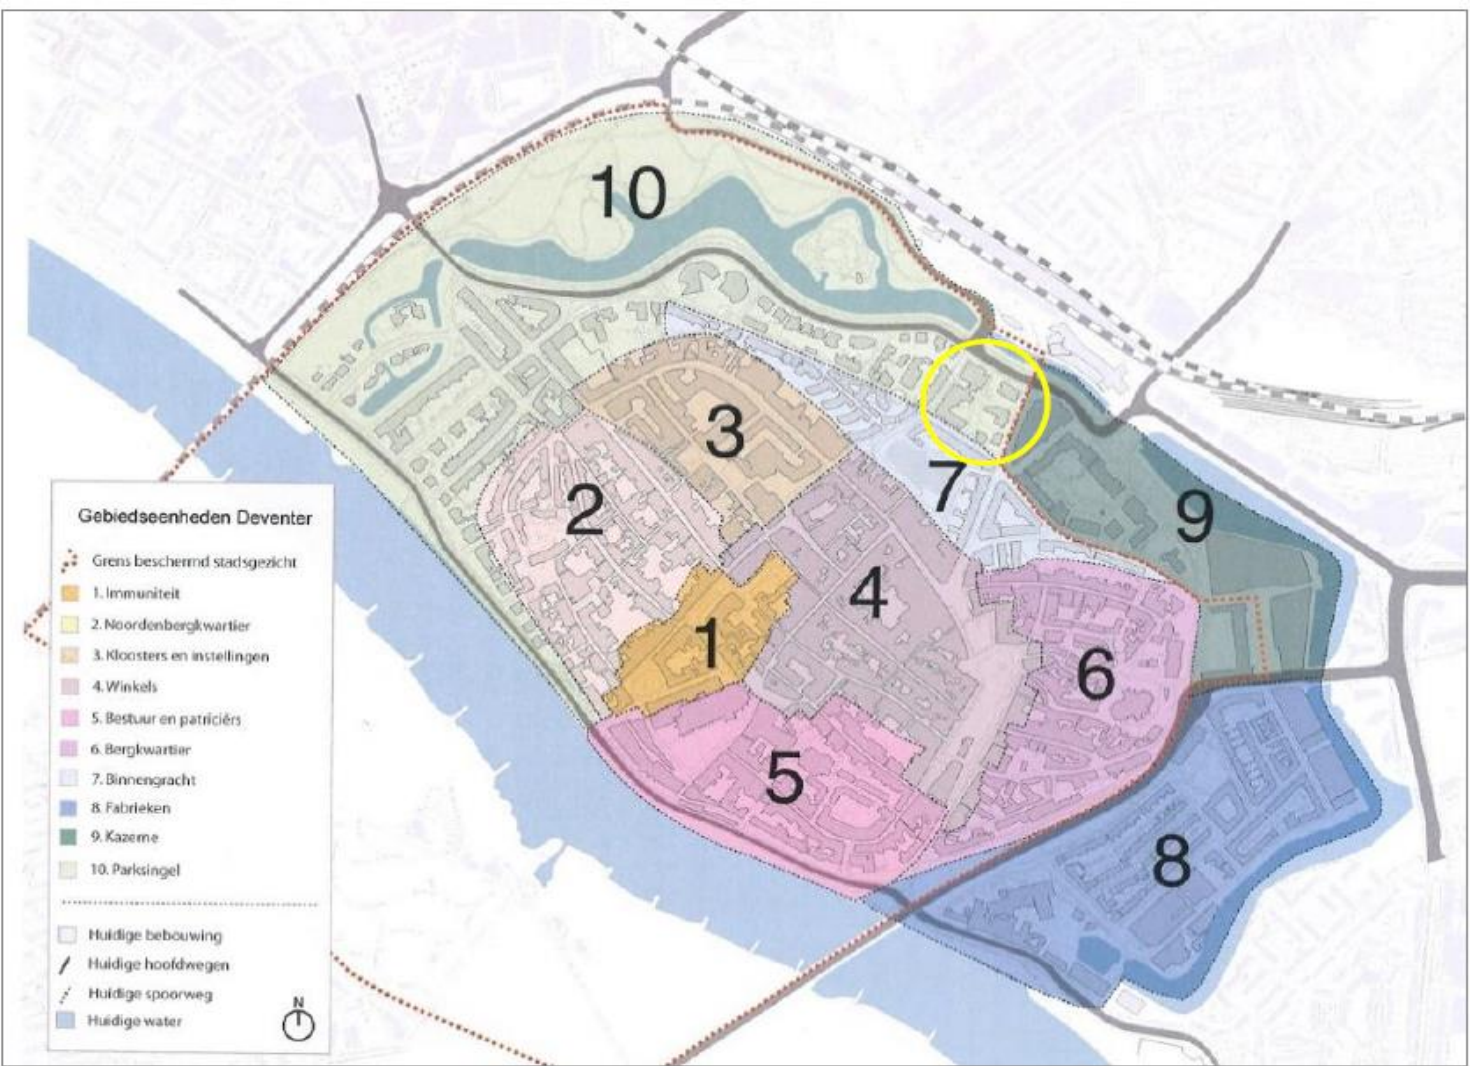 10
3
7
2
9
4
1
6
5
8
Gebiedseenheden Deventer
Grens beschermd stadsgezicht
1. Immuniteit
2. Noordenbergkwartier
3. Kloosters en instellingen
4. Winkels
5. Bestuur en patriciërs
6. Bergkwartier
7. Binnengracht
8. Fabrieken
9. Kazerne
10. Parksingel
Huidige bebouwing
Huidige hoofdwegen
Huidige spoorweg
Huidige water
N